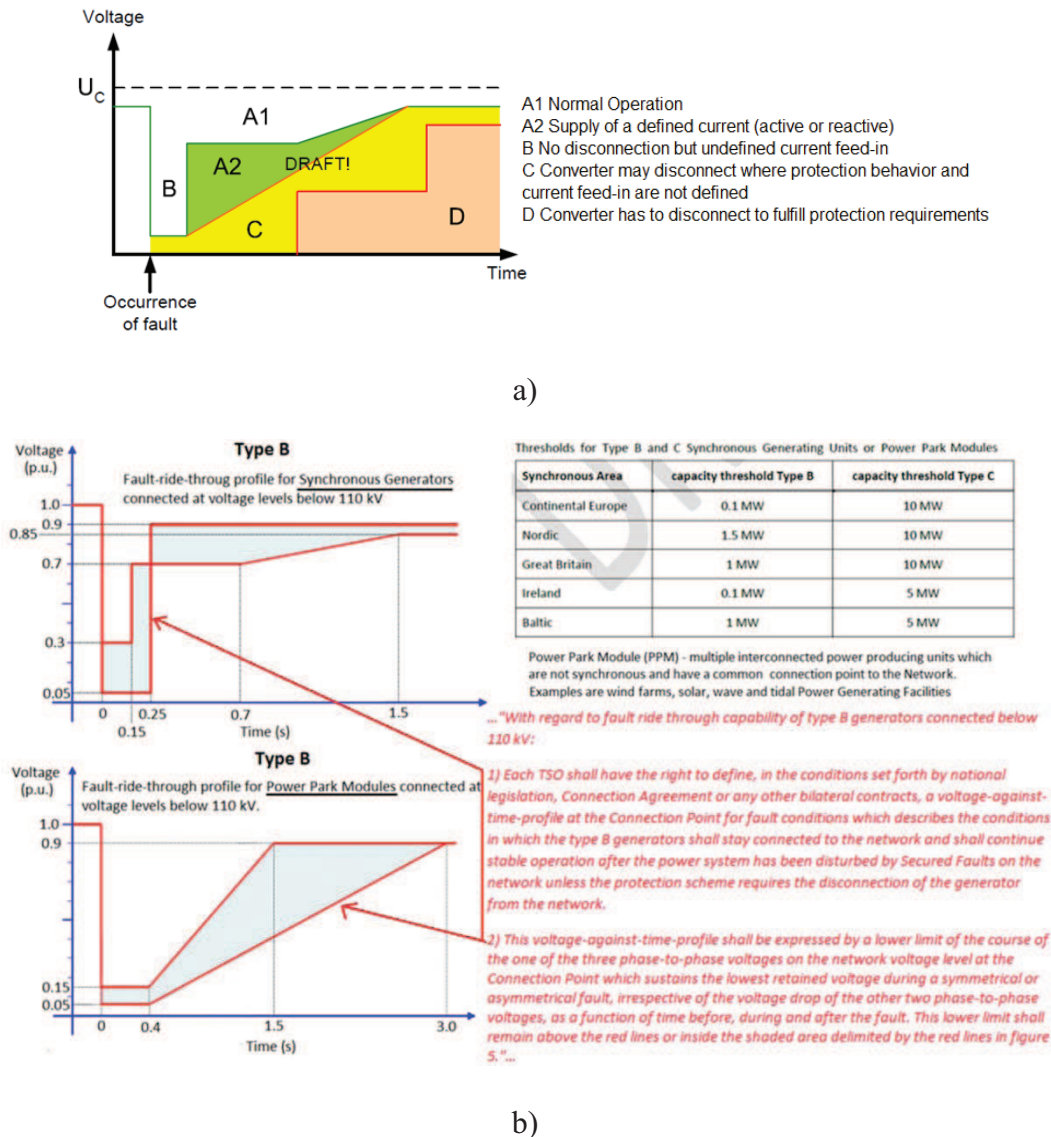 Voltage
U_C
A1
A2
DRAFT!
B
C
D
Time
Occurrence
of fault
A1 Normal Operation
A2 Supply of a defined current (active or reactive)
B No disconnection but undefined current feed-in
C Converter may disconnect where protection behavior and
current feed-in are not defined
D Converter has to disconnect to fulfill protection requirements
a)
Voltage
(p.u.)
Type B
Fault-ride-throug profile for Synchronous Generators
connected at voltage levels below 110 kV
1.0
0.9
0.85
0.7
0.3
0.05
0
0.15
0.25
0.7
1.5
Time (s)
Thresholds for Type B and C Synchronous Generating Units or Power Park Modules
Synchronous Area capacity threshold Type B capacity threshold Type C
Continental Europe 0.1 MW 10 MW
Nordic 1.5 MW 10 MW
Great Britain 1 MW 10 MW
Ireland 0.1 MW 5 MW
Baltic 1 MW 5 MW
Power Park Module (PPM) - multiple interconnected power producing units which
are not synchronous and have a common connection point to the Network.
Examples are wind farms, solar, wave and tidal Power Generating Facilities
Voltage
(p.u.)
Type B
Fault-ride-through profile for Power Park Modules connected at
voltage levels below 110 kV.
1.0
0.9
0.15
0.05
0
0.4
1.5
3.0
Time (s)
..."With regard to fault ride through capability of type B generators connected below
110 kV:
1) Each TSO shall have the right to define, in the conditions set forth by national
legislation, Connection Agreement or any other bilateral contracts, a voltage-against-
time-profile at the Connection Point for fault conditions which describes the conditions
in which the type B generators shall stay connected to the network and shall continue
stable operation after the power system has been disturbed by Secured Faults on the
network unless the protection scheme requires the disconnection of the generator
from the network.
2) This voltage-against-time-profile shall be expressed by a lower limit of the course of
the one of the three phase-to-phase voltages on the network voltage level at the
Connection Point which sustains the lowest retained voltage during a symmetrical or
asymmetrical fault, irrespective of the voltage drop of the other two phase-to-phase
voltages, as a function of time before, during and after the fault. This lower limit shall
remain above the red lines or inside the shaded area delimited by the red lines in figure
5."...
b)